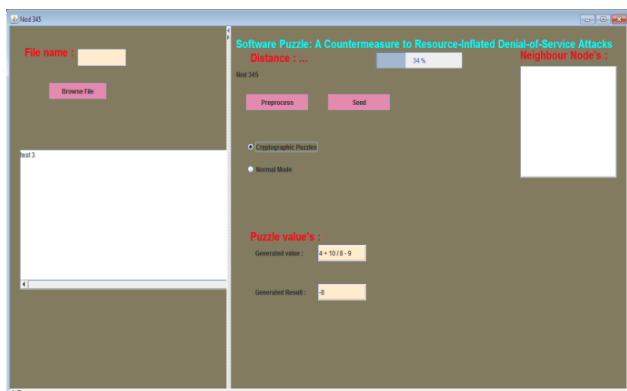 Nod 345
File name :
Browse File
test 3
Software Puzzle: A Countermeasure to Resource-Inflated Denial-of-Service Attacks
Distance : ...
34 %
Neighbour Node's :
Nod 345
Preprocess
Send
Cryptographic Puzzles
Normal Mode
Puzzle value's :
Generated value :
4 + 10 / 8 - 9
Generated Result :
-8